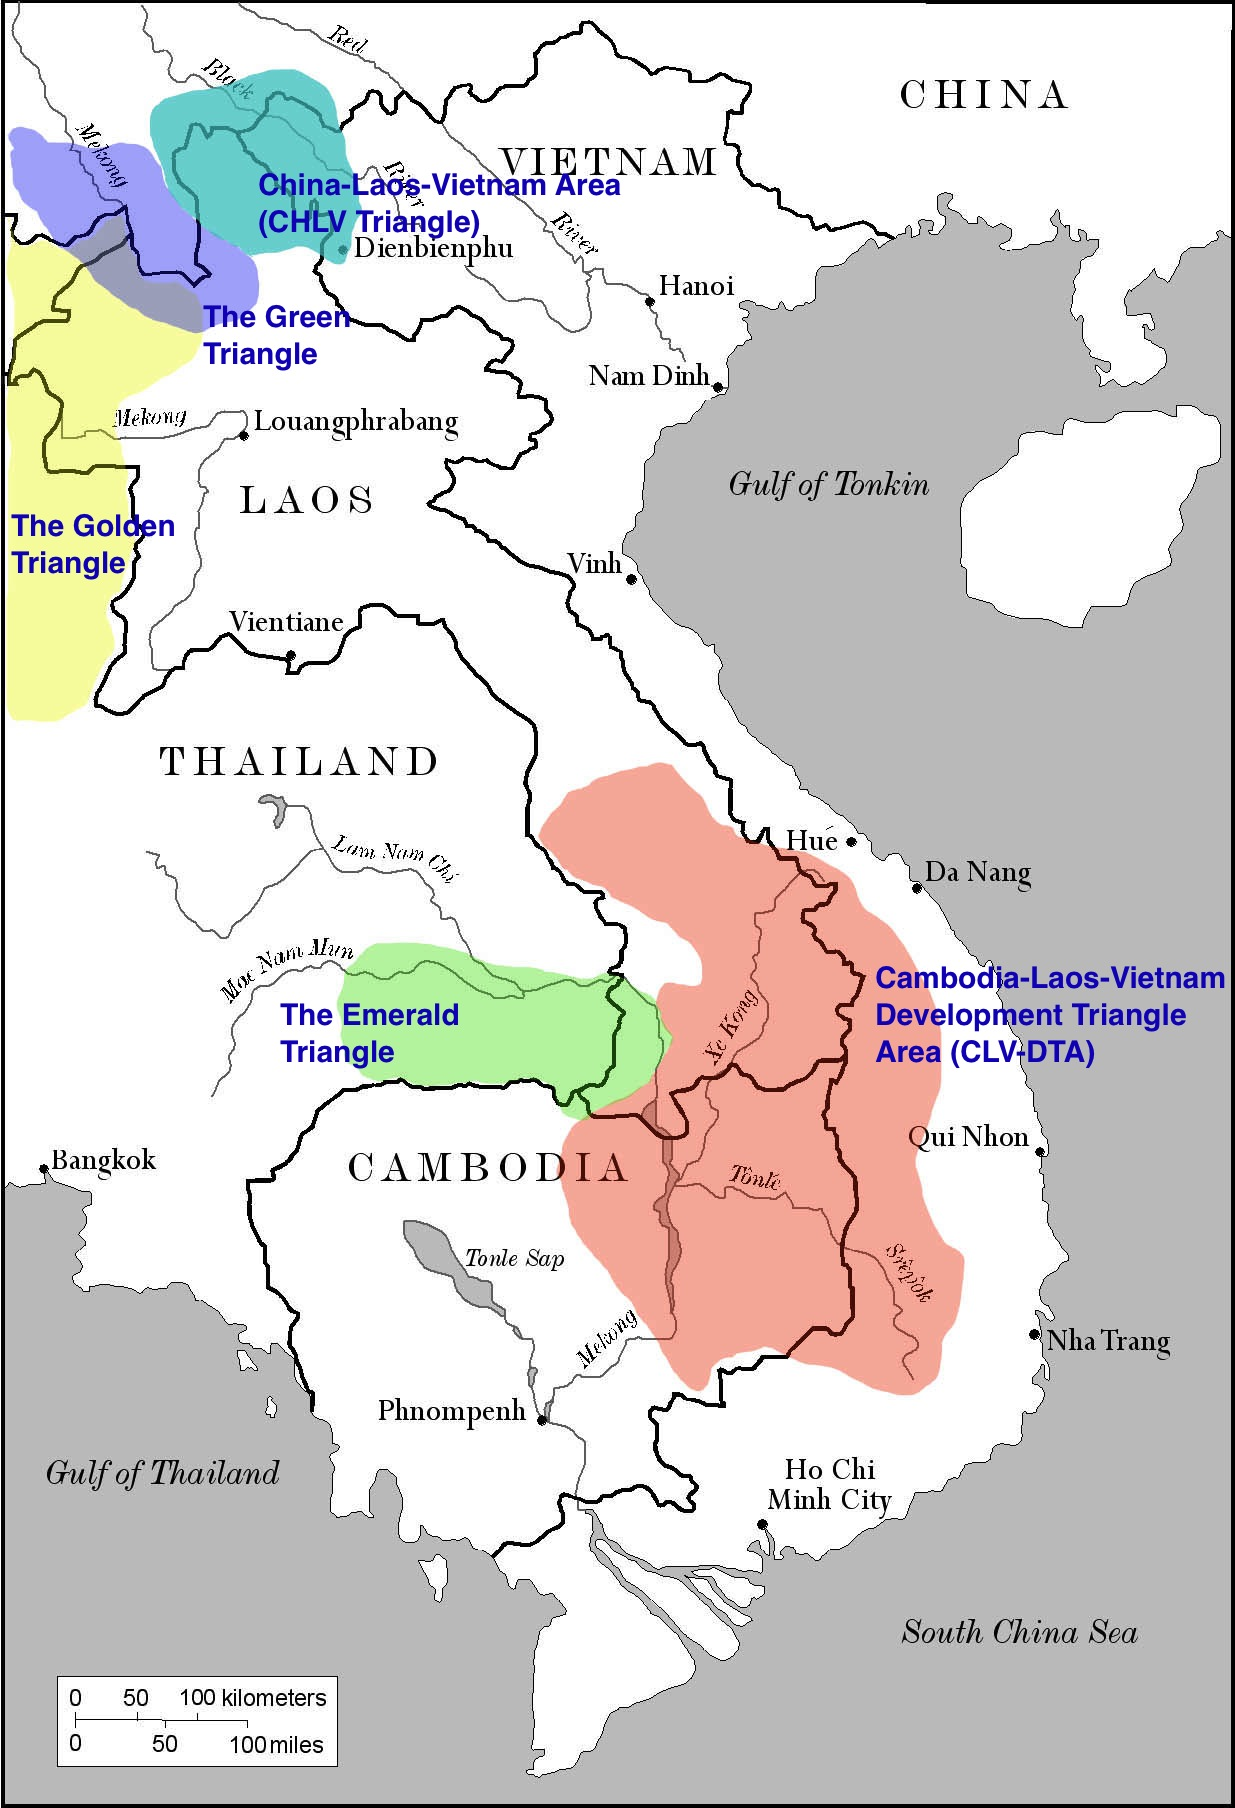 Red
Black
CHINA
Mekong
VIETNAM
River
China-Laos-Vietnam Area
(CHLV Triangle)
River
Dienbienphu
Hanoi
The Green
Triangle
Nam Dinh
Mekong
Louangphrabang
Gulf of Tonkin
LAOS
The Golden
Triangle
Vinh
Vientiane
THAILAND
Hué
Lam Nam Chi
Da Nang
Mae Nam Mun
Cambodia-Laos-Vietnam
Development Triangle
Area (CLV-DTA)
The Emerald
Triangle
Xe Kong
Qui Nhon
Bangkok
CAMBODIA
Tônlé
Tonle Sap
Srêpôk
Mekong
Nha Trang
Phnompenh
Gulf of Thailand
Ho Chi
Minh City
South China Sea
0 50 100 kilometers
0 50 100 miles